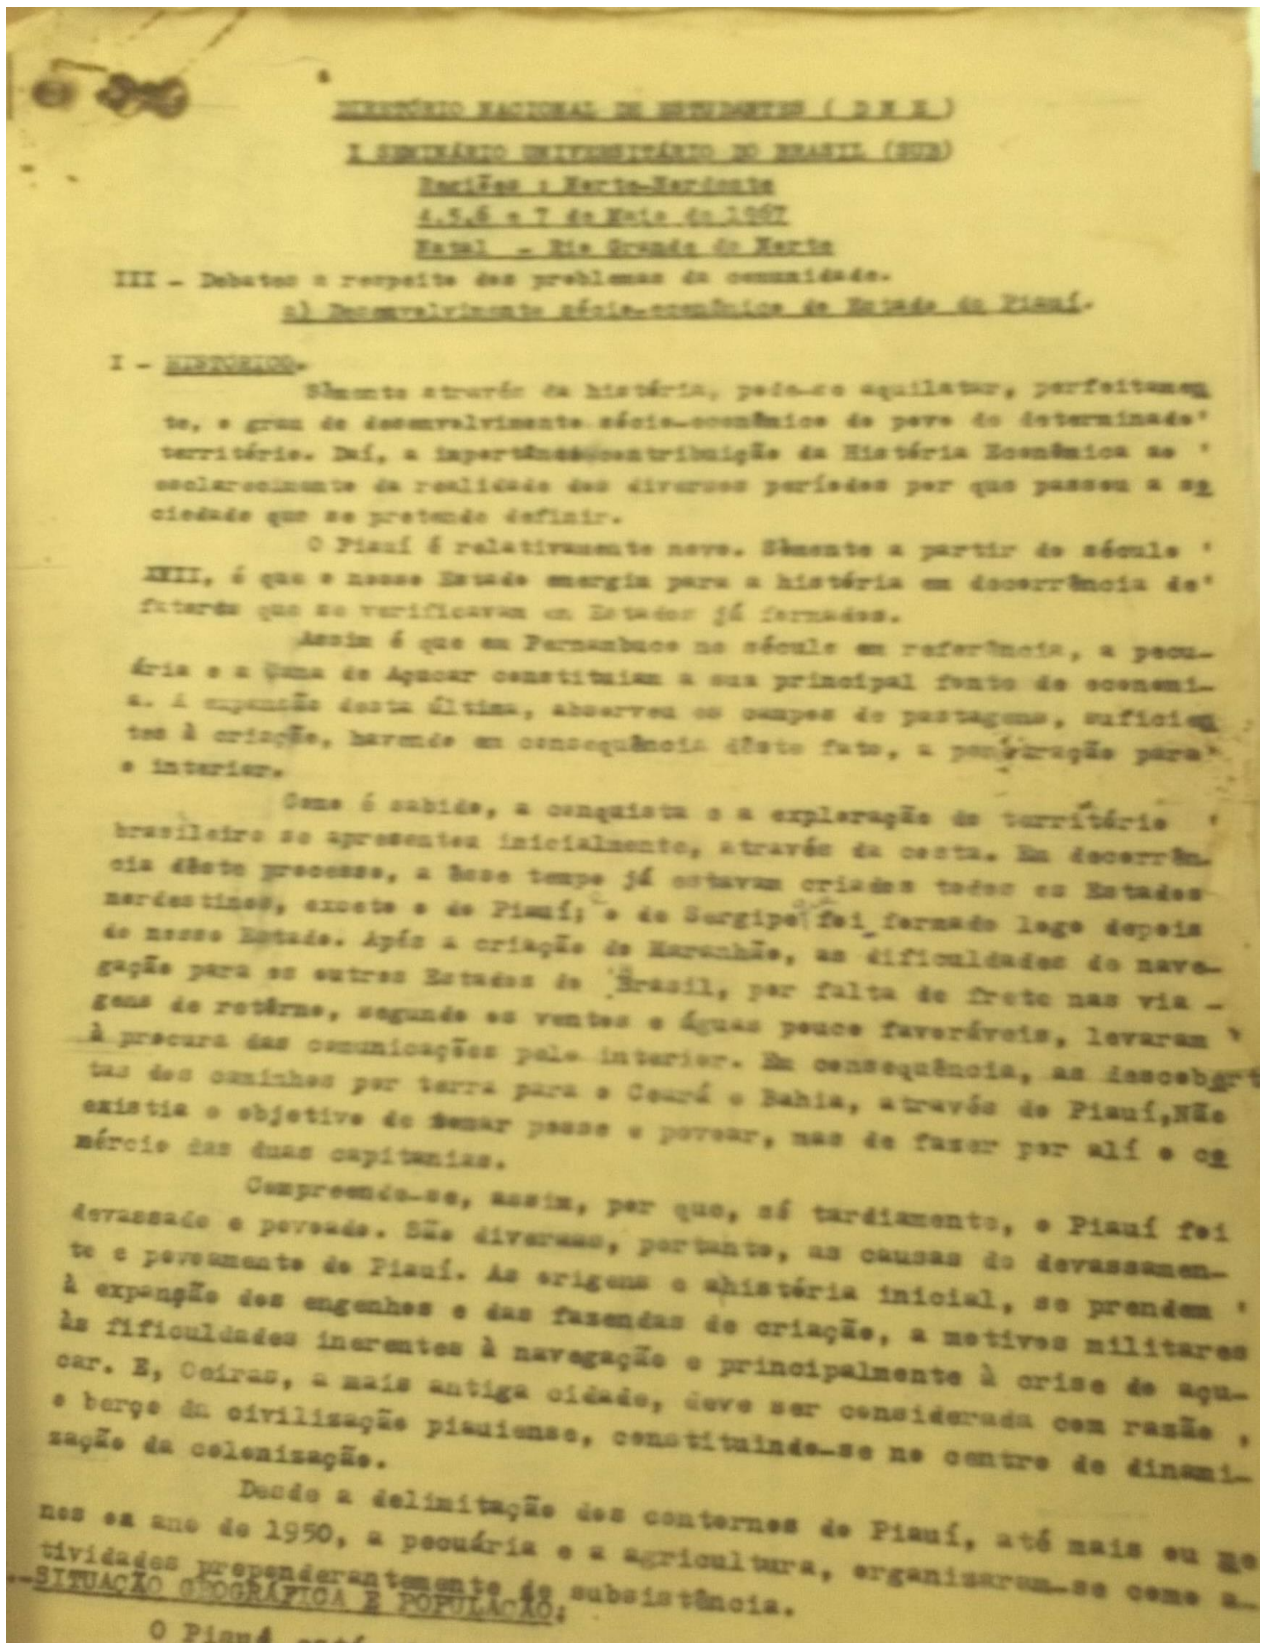 DIRETÓRIO NACIONAL DE ESTUDANTES ( D N E )
I SEMINÁRIO UNIVERSITÁRIO DO BRASIL (SUB)
Regiões : Norte-Nordeste
4.5,6 e 7 de Maio de 1967
Natal - Rio Grande do Norte
III - Debates a respeito dos problemas da comunidade.
a) Desenvolvimento sócio-econômico do Estado do Piauí.
I - HISTÓRICO.
Sòmente através da história, pode-se aquilatar, perfeitamen
te, o grau de desenvolvimento sócio-econômico do povo de determinado'
território. Daí, a importância contribuição da História Econômica ao '
esclarecimento da realidade dos diversos períodos por que passou a so
ciedade que se pretende definir.
O Piauí é relativamente novo. Sòmente a partir do século '
XVII, é que o nosso Estado emergia para a história em decorrência de'
fatorês que se verificavam em Estados já formados.
Assim é que em Pernambuco no século em referência, a pecu-
ária e a Cana de Açucar constituiam a sua principal fonte de economi-
a. A expansão desta última, absorveu os campos de pastagens, suficien
tes à criação, havendo em consequência dêste fato, a penetração para'
o interior.
Como é sabido, a conquista e a exploração do território '
brasileiro se apresentou inicialmente, através da costa. Em decorrên-
cia dêste processo, a êsse tempo já estavam criados todos os Estados
nordestinos, exceto o do Piauí; o de Sergipe foi formado logo depois
do nosso Estado. Após a criação do Maranhão, as dificuldades de nave-
gação para os outros Estados do Brasil, por falta de frete nas via -
gens de retôrno, segundo os ventos e águas pouco favoráveis, levaram '
à procura das comunicações pelo interior. Em consequência, as descobert
tas dos caminhos por terra para o Ceará e Bahia, através do Piauí,Não
existia o objetivo de tomar posse e povoar, mas de fazer por alí o co
mércio das duas capitanias.
Compreende-se, assim, por que, só tardiamente, o Piauí foi
devassado e povoado. São diversas, portanto, as causas do devassamen-
to e povoamento do Piauí. As origens e ahistória inicial, se prendem '
à expansão dos engenhos e das fazendas de criação, a motivos militares
às fificuldades inerentes à navegação e principalmente à crise do açu-
car. E, Oeiras, a mais antiga cidade, deve ser considerada com razão ,
o berço da civilização piauiense, constituindo-se no centro de dinami-
zação da colonização.
Desde a delimitação dos contornos do Piauí, até mais ou me
nos oa ano de 1950, a pecuária e a agricultura, organizaram-se como a-
tividades preponderantemente de subsistência.
SITUAÇÃO GEOGRÁFICA E POPULAÇÃO:
O Piauí está